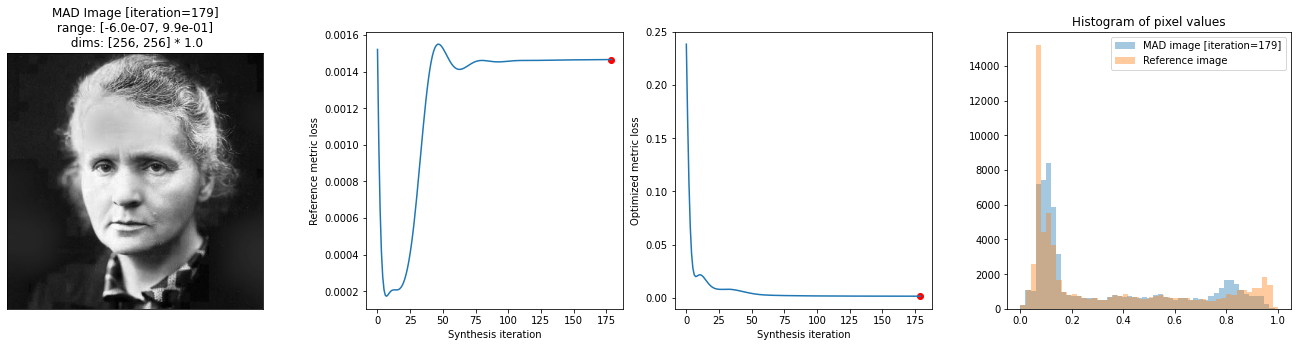 MAD Image [iteration=179]
range: [-6.0e-07, 9.9e-01]
dims: [256, 256] * 1.0
Reference metric loss
0.0016
0.0014
0.0012
0.0010
0.0008
0.0006
0.0004
0.0002
0 25 50 75 100 125 150 175
Synthesis iteration
Optimized metric loss
0.25
0.20
0.15
0.10
0.05
0.00
0 25 50 75 100 125 150 175
Synthesis iteration
Histogram of pixel values
MAD image [iteration=179]
Reference image
14000
12000
10000
8000
6000
4000
2000
0
0.0 0.2 0.4 0.6 0.8 1.0